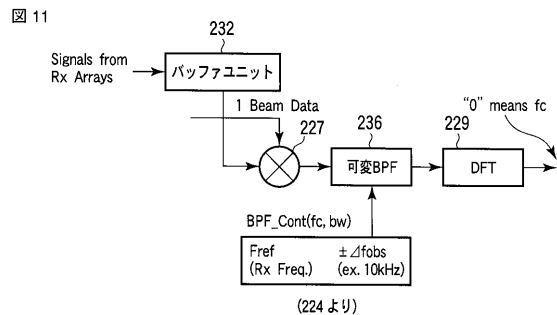 図 11
232
Signals from
Rx Arrays
バッファユニット
1 Beam Data
"0" means fc
227
236
229
可変BPF
DFT
BPF_Cont(fc, bw)
Fref
±⊿fobs
(Rx Freq.)
(ex. 10kHz)
(224 より)